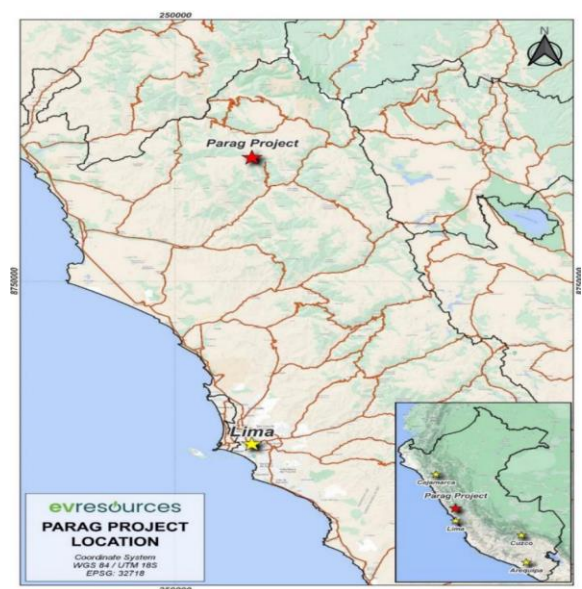 250000
N
Parag Project
8750000
8750000
Lima
Cajamarca
Parag Project
Lima
Cuzco
Arequipa
evresources
PARAG PROJECT
LOCATION
Coordinate System
WGS 84 / UTM 18S
EPSG: 32718